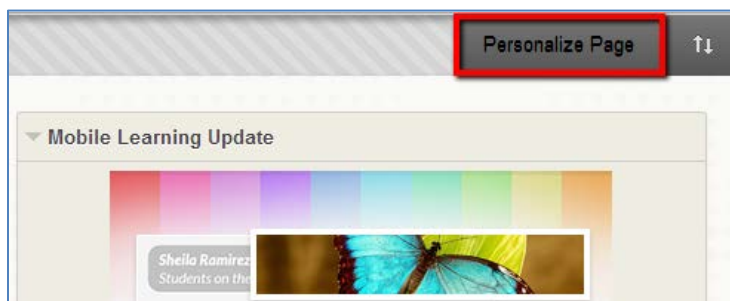 Personalize Page
Mobile Learning Update
Sheila Ramirez
Students on the